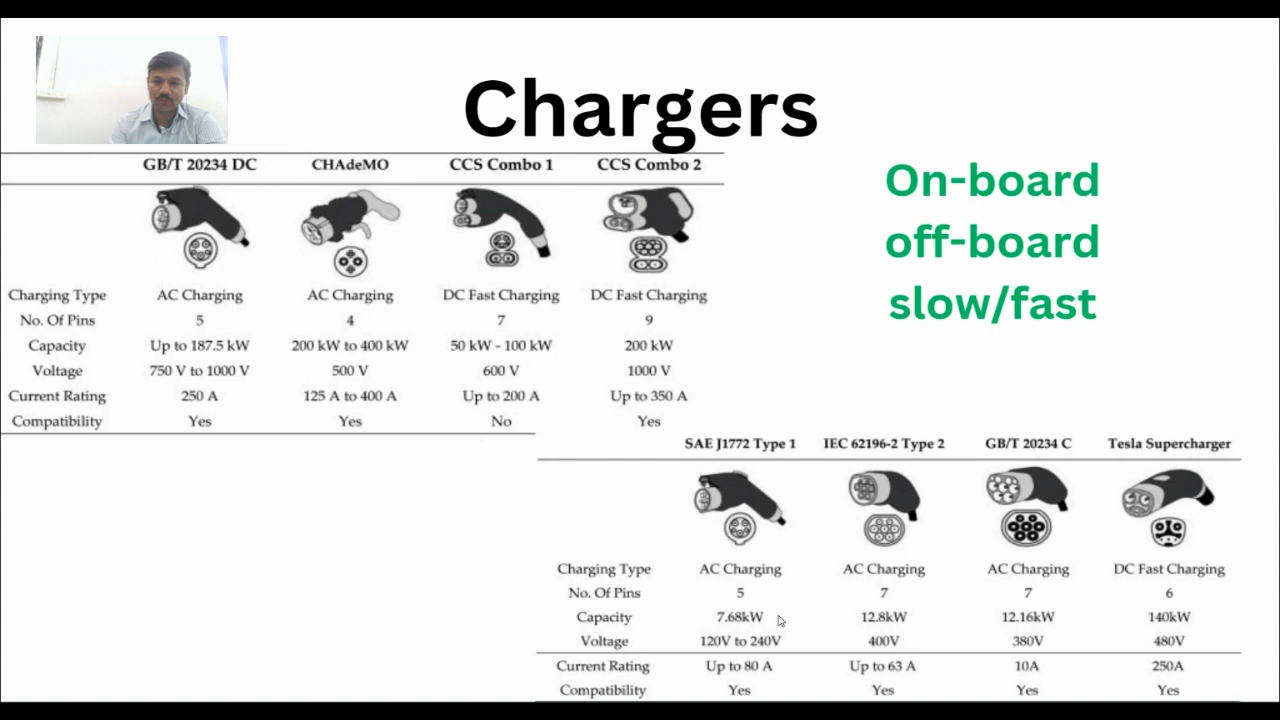 Chargers
On-board
off-board
slow/fast
GB/T 20234 DC CHAdeMO CCS Combo 1 CCS Combo 2
Charging Type AC Charging AC Charging DC Fast Charging DC Fast Charging
No. Of Pins 5 4 7 9
Capacity Up to 187.5 kW 200 kW to 400 kW 50 kW - 100 kW 200 kW
Voltage 750 V to 1000 V 500 V 600 V 1000 V
Current Rating 250 A 125 A to 400 A Up to 200 A Up to 350 A
Compatibility Yes Yes No Yes
SAE J1772 Type 1 IEC 62196-2 Type 2 GB/T 20234 C Tesla Supercharger
Charging Type AC Charging AC Charging AC Charging DC Fast Charging
No. Of Pins 5 7 7 6
Capacity 7.68kW 12.8kW 12.16kW 140kW
Voltage 120V to 240V 400V 380V 480V
Current Rating Up to 80 A Up to 63 A 10A 250A
Compatibility Yes Yes Yes Yes